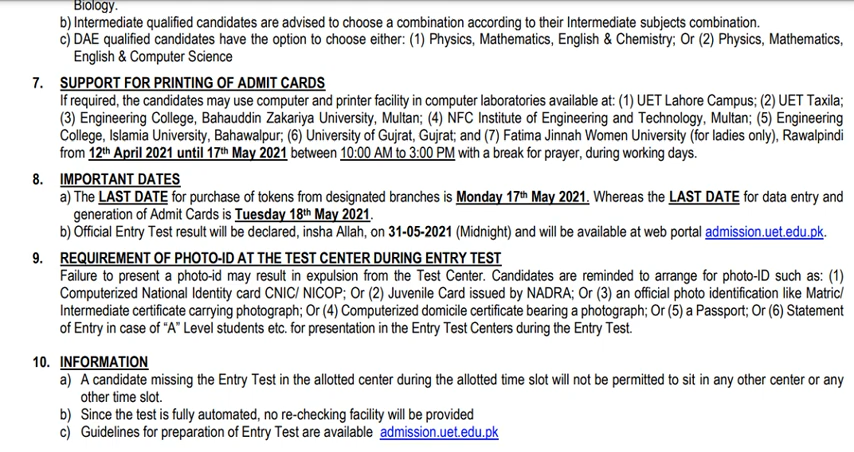 Biology.
b) Intermediate qualified candidates are advised to choose a combination according to their Intermediate subjects combination.
c) DAE qualified candidates have the option to choose either: (1) Physics, Mathematics, English & Chemistry; Or (2) Physics, Mathematics,
English & Computer Science
7. SUPPORT FOR PRINTING OF ADMIT CARDS
If required, the candidates may use computer and printer facility in computer laboratories available at: (1) UET Lahore Campus; (2) UET Taxila;
(3) Engineering College, Bahauddin Zakariya University, Multan; (4) NFC Institute of Engineering and Technology, Multan; (5) Engineering
College, Islamia University, Bahawalpur; (6) University of Gujrat, Gujrat; and (7) Fatima Jinnah Women University (for ladies only), Rawalpindi
from 12th April 2021 until 17th May 2021 between 10:00 AM to 3:00 PM with a break for prayer, during working days.
8. IMPORTANT DATES
a) The LAST DATE for purchase of tokens from designated branches is Monday 17th May 2021. Whereas the LAST DATE for data entry and
generation of Admit Cards is Tuesday 18th May 2021.
b) Official Entry Test result will be declared, insha Allah, on 31-05-2021 (Midnight) and will be available at web portal admission.uet.edu.pk.
9. REQUIREMENT OF PHOTO-ID AT THE TEST CENTER DURING ENTRY TEST
Failure to present a photo-id may result in expulsion from the Test Center. Candidates are reminded to arrange for photo-ID such as: (1)
Computerized National Identity card CNIC/ NICOP; Or (2) Juvenile Card issued by NADRA; Or (3) an official photo identification like Matric/
Intermediate certificate carrying photograph; Or (4) Computerized domicile certificate bearing a photograph; Or (5) a Passport; Or (6) Statement
of Entry in case of “A” Level students etc. for presentation in the Entry Test Centers during the Entry Test.
10. INFORMATION
a) A candidate missing the Entry Test in the allotted center during the allotted time slot will not be permitted to sit in any other center or any
other time slot.
b) Since the test is fully automated, no re-checking facility will be provided
c) Guidelines for preparation of Entry Test are available admission.uet.edu.pk